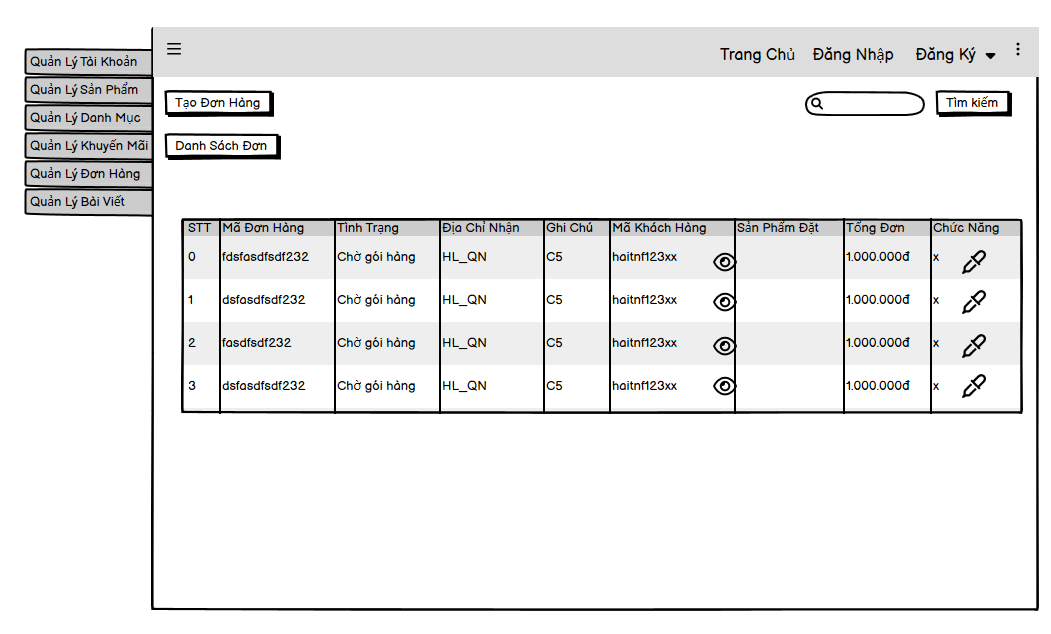 Trang Chủ Đăng Nhập Đăng Ký
Quản Lý Tài Khoản
Quản Lý Sản Phẩm
Quản Lý Danh Mục
Quản Lý Khuyến Mãi
Quản Lý Đơn Hàng
Quản Lý Bài Viết
Tạo Đơn Hàng Tìm kiếm
Danh Sách Đơn
STT Mã Đơn Hàng Tình Trạng Địa Chỉ Nhận Ghi Chú Mã Khách Hàng Sản Phẩm Đặt Tổng Đơn Chức Năng
0 fdsfasdfsdf232 Chờ gói hàng HL_QN C5 haitnf123xx 1.000.000đ x
1 dsfasdfsdf232 Chờ gói hàng HL_QN C5 haitnf123xx 1.000.000đ x
2 fasdfsdf232 Chờ gói hàng HL_QN C5 haitnf123xx 1.000.000đ x
3 dsfasdfsdf232 Chờ gói hàng HL_QN C5 haitnf123xx 1.000.000đ x